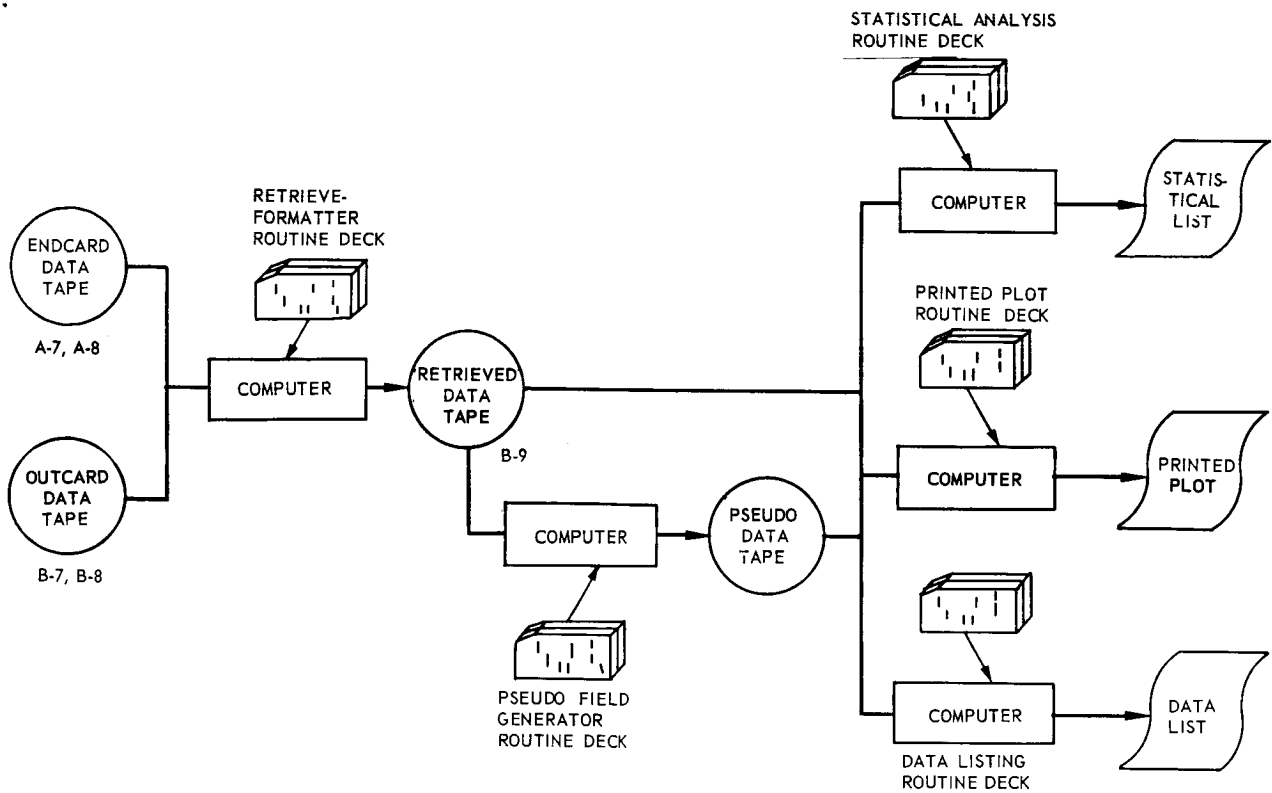 STATISTICAL ANALYSIS
ROUTINE DECK
COMPUTER
STATIS-
TICAL
LIST
RETRIEVE-
FORMATTER
ROUTINE DECK
ENDCARD
DATA
TAPE
A-7, A-8
COMPUTER
RETRIEVED
DATA
TAPE
B-9
PRINTED PLOT
ROUTINE DECK
COMPUTER
PRINTED
PLOT
OUTCARD
DATA
TAPE
B-7, B-8
COMPUTER
PSEUDO
DATA
TAPE
PSEUDO FIELD
GENERATOR
ROUTINE DECK
COMPUTER
DATA
LIST
DATA LISTING
ROUTINE DECK